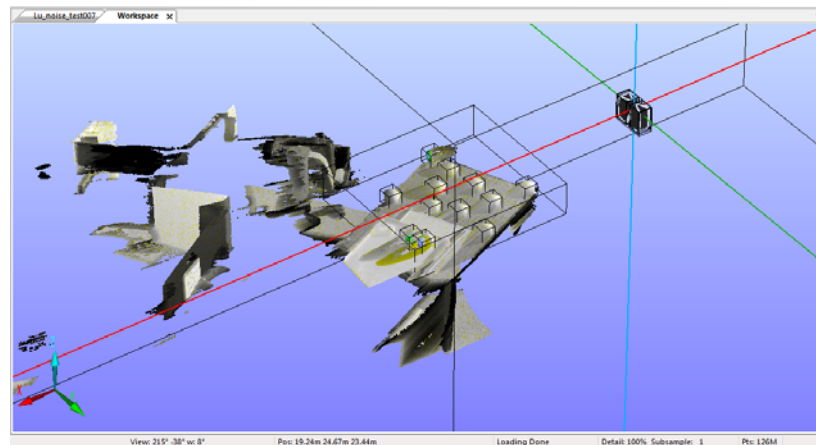 Lu_noise_test007 Workspace x
X
View: 215° -38° w: 8° Pos: 19.24m 24.67m 23.44m Loading Done Detail: 100% Subsample: 1 Pts: 126M